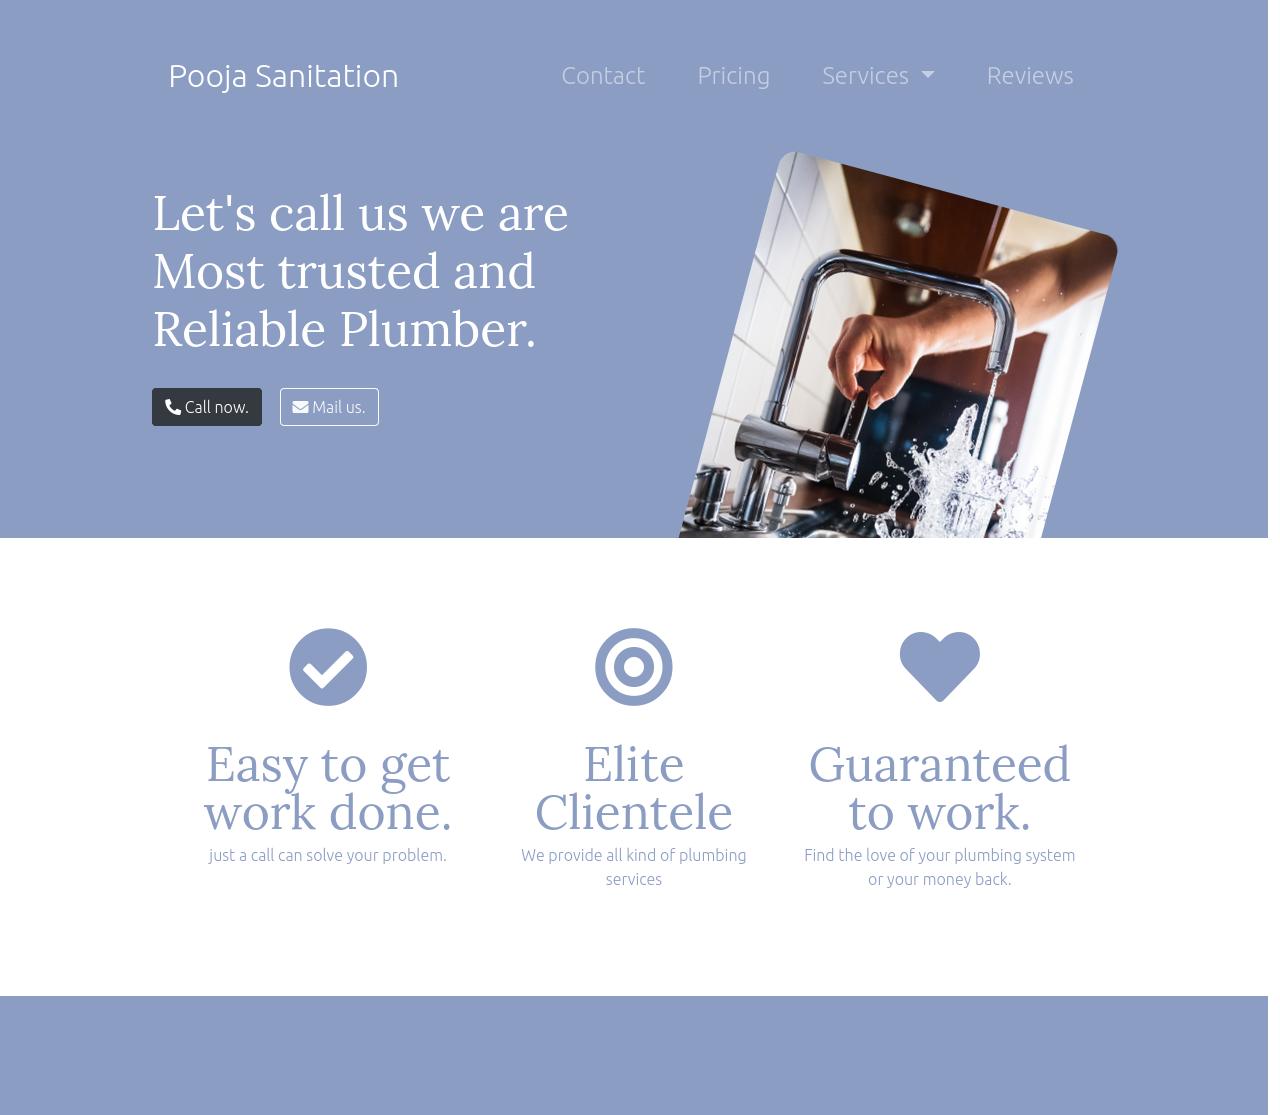 Pooja Sanitation
Contact
Pricing
Services
Reviews
Let's call us we are
Most trusted and
Reliable Plumber.
Call now.
Mail us.
Easy to get
work done.
just a call can solve your problem.
Elite
Clientele
We provide all kind of plumbing
services
Guaranteed
to work.
Find the love of your plumbing system
or your money back.